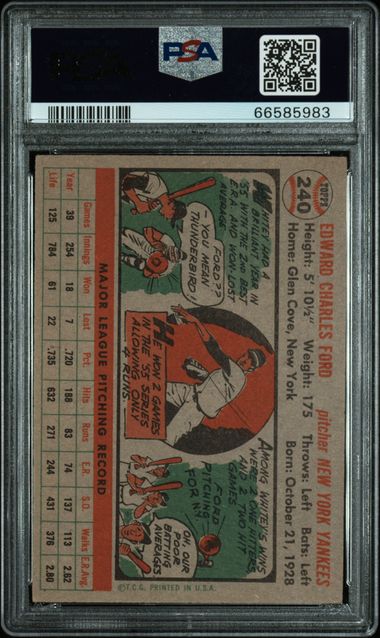 PSA
66585983
TOPPS
240
EDWARD CHARLES FORD pitcher NEW YORK YANKEES
Height: 5' 10½" Weight: 175 Throws: Left Bats: Left
Home: Glen Cove, New York Born: October 21, 1928
WHITEY HAD A
BRILLIANT YEAR IN
'55 WITH THE 2ND BEST
E.R.A. AND WON-LOST
AVERAGE
FORD??
- YOU MEAN
THUNDERBIRD!
HE WON 2 GAMES
IN THE '55 SERIES
ALLOWING ONLY
4 RUNS.
AMONG WHITEY'S WINS
WERE 2 ONE-HITTERS
AND 2 TWO HIT
GAMES
FORD
PITCHING
FOR N.Y.
OH, OUR
POOR
BATTING
AVERAGES
MAJOR LEAGUE PITCHING RECORD
Games Innings Won Lost Pct. Hits Runs E.R. S.O. Walks E.R.Avg.
Year 39 254 18 7 .720 188 83 74 137 113 2.62
Life 125 784 61 22 .735 632 271 244 431 376 2.80
©T.C.G. PRINTED IN U.S.A.